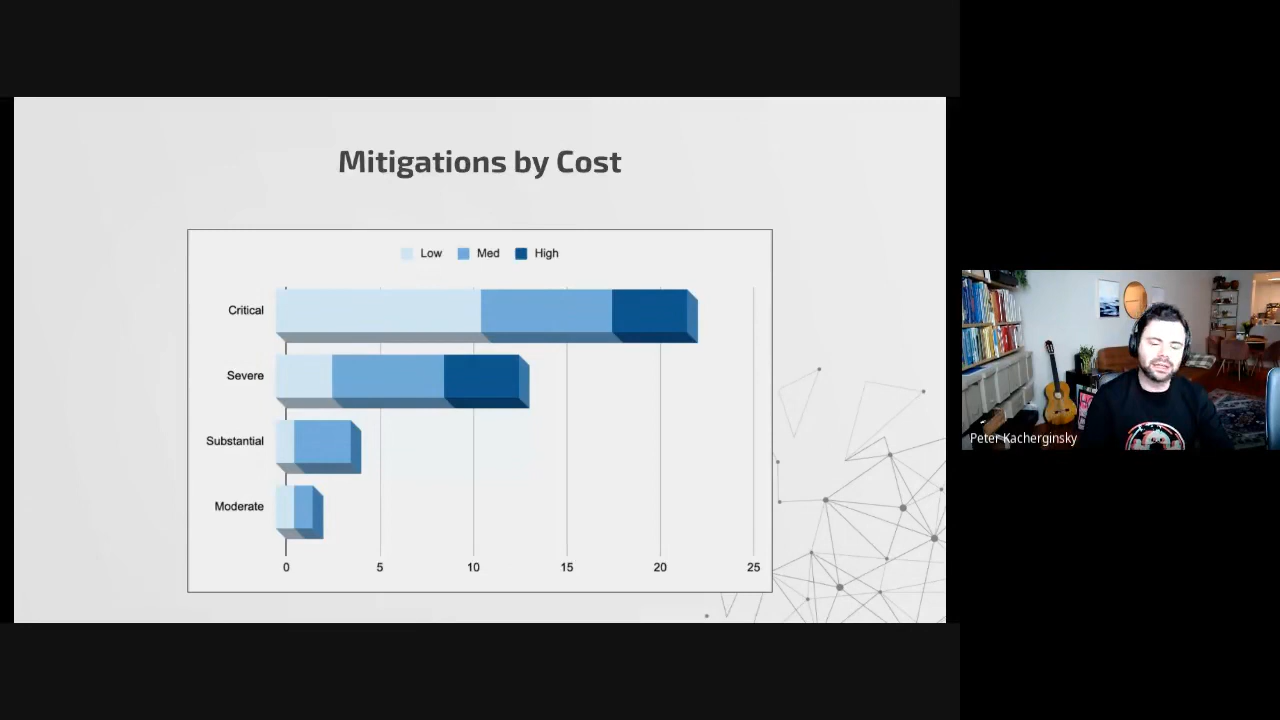 Mitigations by Cost
Low Med High
Critical
Severe
Substantial
Moderate
0 5 10 15 20 25
Peter Kacherginsky